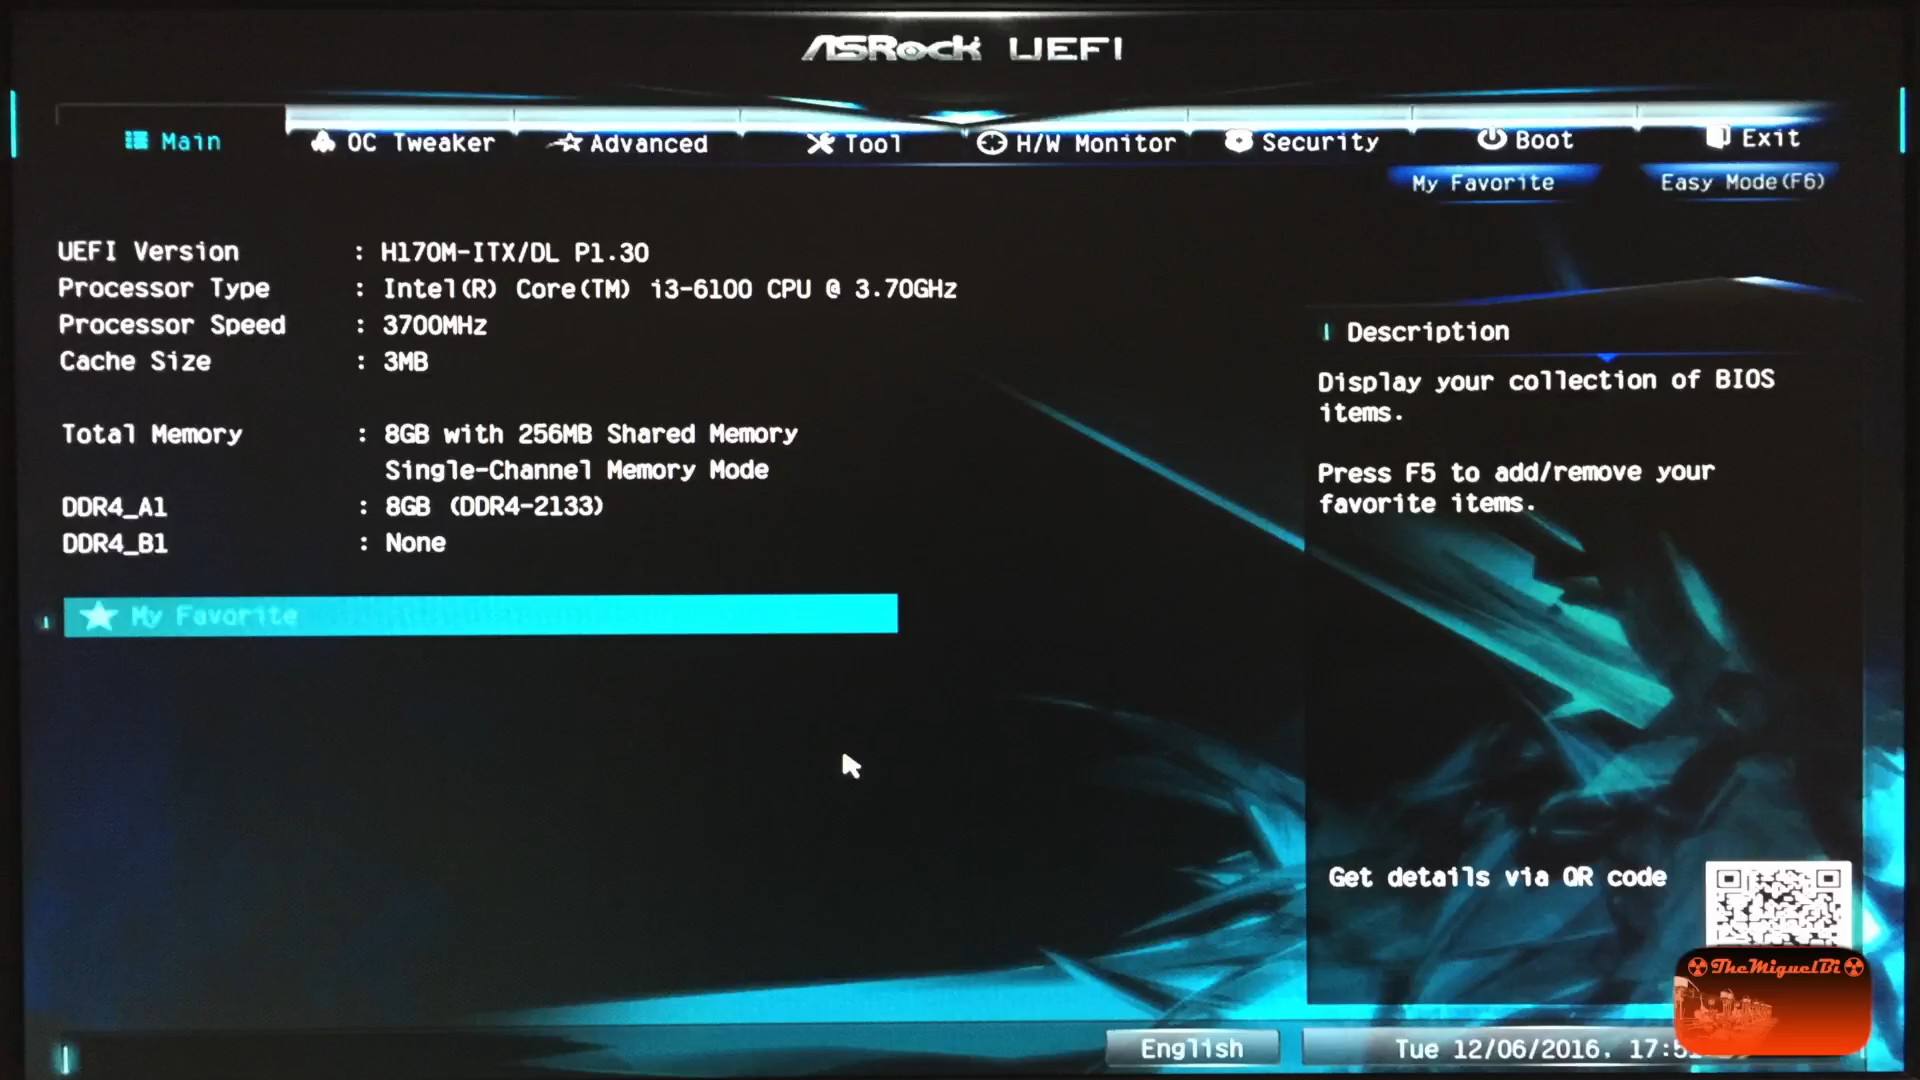 ASRock UEFI
Main
OC Tweaker
Advanced
Tool
H/W Monitor
Security
Boot
Exit
My Favorite
Easy Mode(F6)
UEFI Version : H170M-ITX/DL P1.30
Processor Type : Intel(R) Core(TM) i3-6100 CPU @ 3.70GHz
Processor Speed : 3700MHz
Cache Size : 3MB
Total Memory : 8GB with 256MB Shared Memory
Single-Channel Memory Mode
DDR4_A1 : 8GB (DDR4-2133)
DDR4_B1 : None
My Favorite
Description
Display your collection of BIOS
items.
Press F5 to add/remove your
favorite items.
Get details via QR code
TheMiguelBi
English
Tue 12/06/2016.